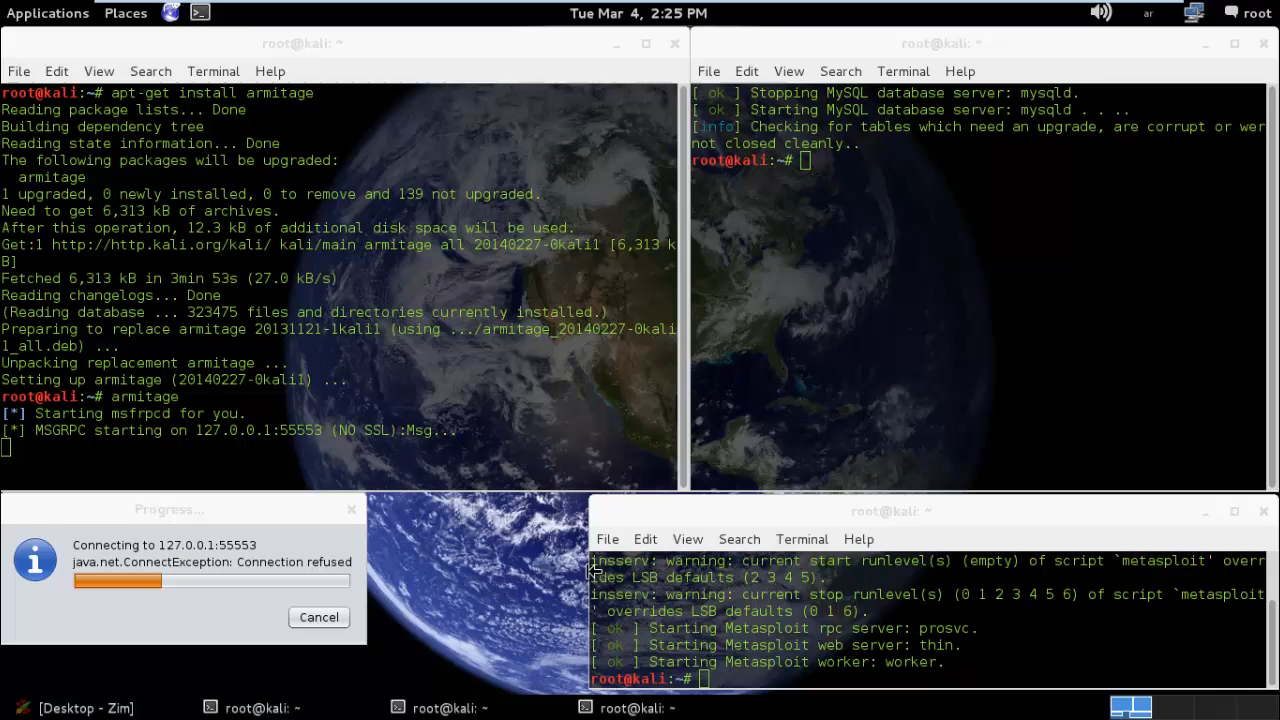 Applications Places Tue Mar 4, 2:25 PM ar root
root@kali: ~
File Edit View Search Terminal Help
root@kali:~# apt-get install armitage
Reading package lists... Done
Building dependency tree
Reading state information... Done
The following packages will be upgraded:
armitage
1 upgraded, 0 newly installed, 0 to remove and 139 not upgraded.
Need to get 6,313 kB of archives.
After this operation, 12.3 kB of additional disk space will be used.
Get:1 http://http.kali.org/kali/ kali/main armitage all 20140227-0kali1 [6,313 k
B]
Fetched 6,313 kB in 3min 53s (27.0 kB/s)
Reading changelogs... Done
(Reading database ... 323475 files and directories currently installed.)
Preparing to replace armitage 20131121-1kali1 (using .../armitage_20140227-0kali
1_all.deb) ...
Unpacking replacement armitage ...
Setting up armitage (20140227-0kali1) ...
root@kali:~# armitage
[*] Starting msfrpcd for you.
[*] MSGRPC starting on 127.0.0.1:55553 (NO SSL):Msg...
root@kali: ~
File Edit View Search Terminal Help
[ ok ] Stopping MySQL database server: mysqld.
[ ok ] Starting MySQL database server: mysqld . . ..
[info] Checking for tables which need an upgrade, are corrupt or wer
not closed cleanly..
root@kali:~#
Progress...
Connecting to 127.0.0.1:55553
java.net.ConnectException: Connection refused
Cancel
root@kali: ~
File Edit View Search Terminal Help
insserv: warning: current start runlevel(s) (empty) of script `metasploit' overr
ides LSB defaults (2 3 4 5).
insserv: warning: current stop runlevel(s) (0 1 2 3 4 5 6) of script `metasploit
' overrides LSB defaults (0 1 6).
[ ok ] Starting Metasploit rpc server: prosvc.
[ ok ] Starting Metasploit web server: thin.
[ ok ] Starting Metasploit worker: worker.
root@kali:~#
[Desktop - Zim] root@kali: ~ root@kali: ~ root@kali: ~